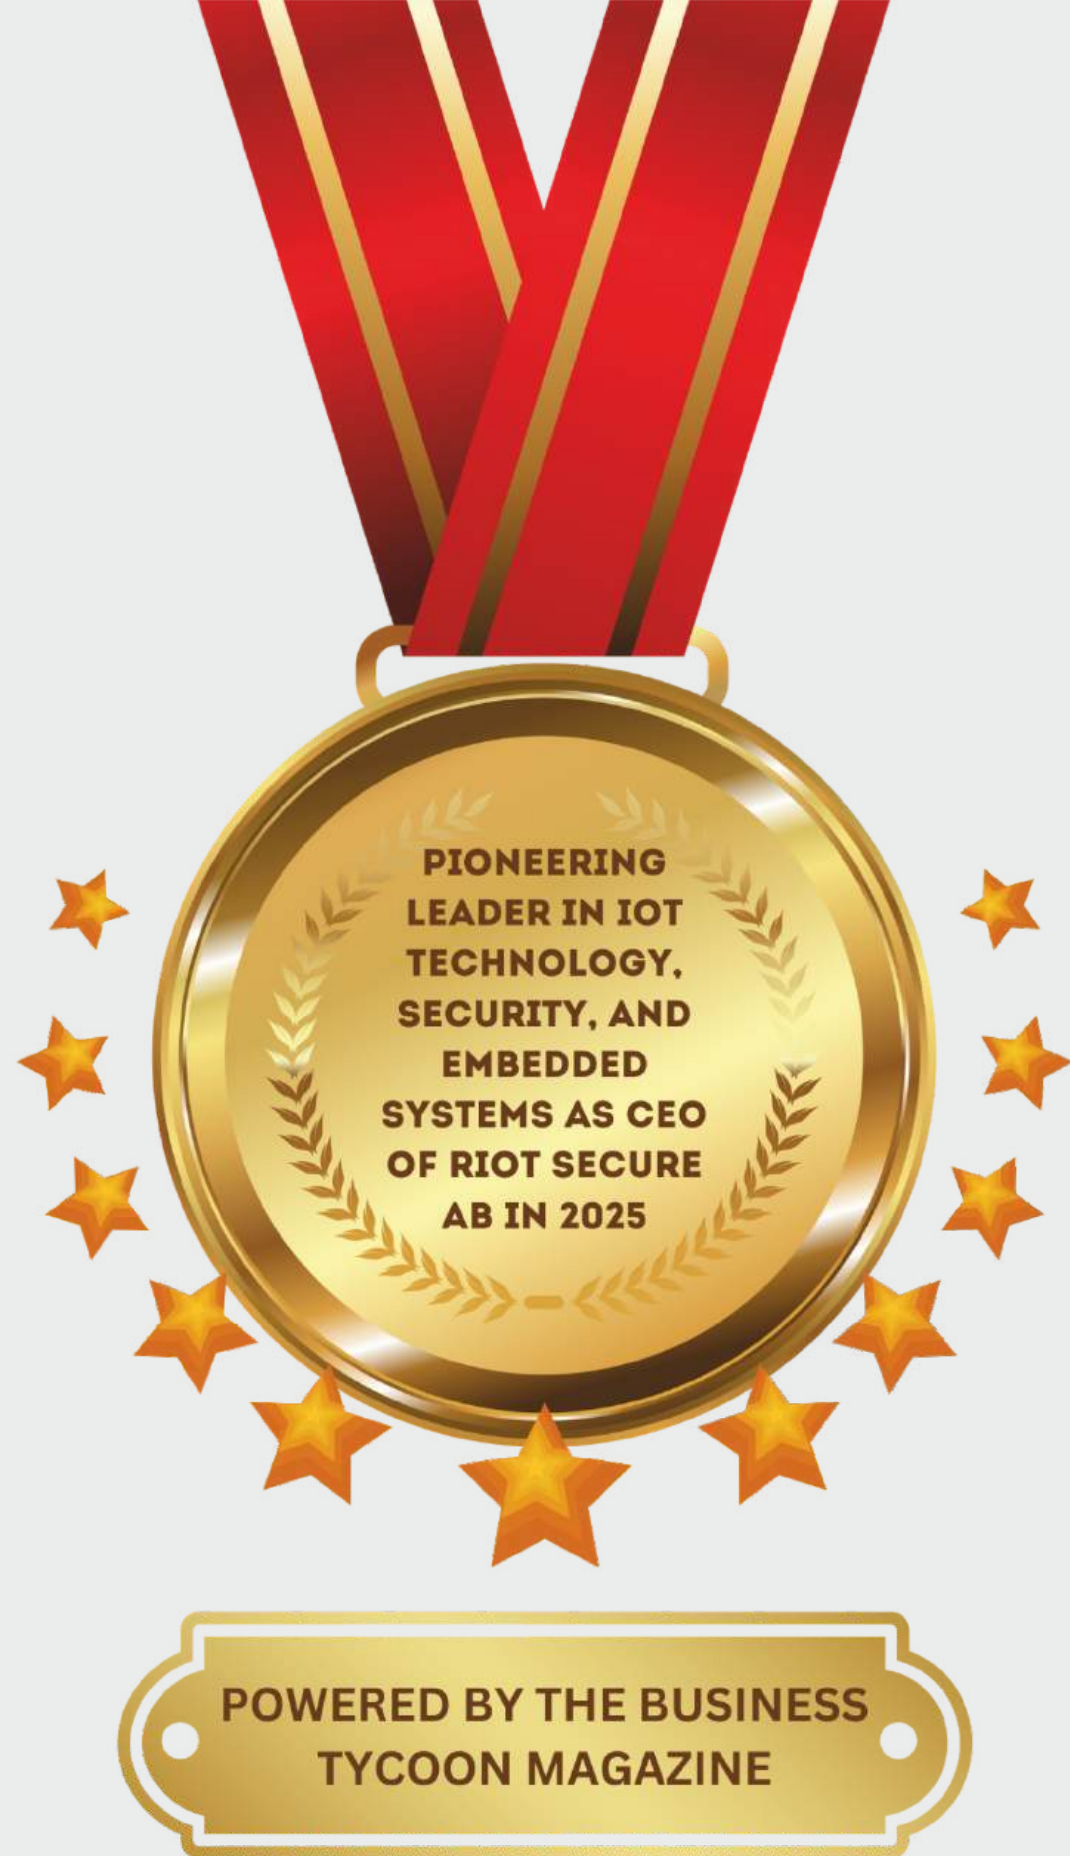 PIONEERING
LEADER IN IOT
TECHNOLOGY,
SECURITY, AND
EMBEDDED
SYSTEMS AS CEO
OF RIOT SECURE
AB IN 2025
POWERED BY THE BUSINESS
TYCOON MAGAZINE